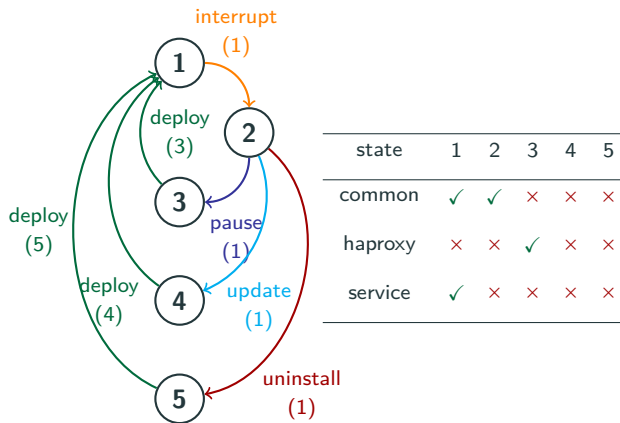 interrupt
(1)
1
deploy
(3)
2
3
pause
(1)
deploy
(5)
deploy
(4)
4
update
(1)
uninstall
(1)
5
state 1 2 3 4 5
common ✓ ✓ × × ×
haproxy × × ✓ × ×
service ✓ × × × ×